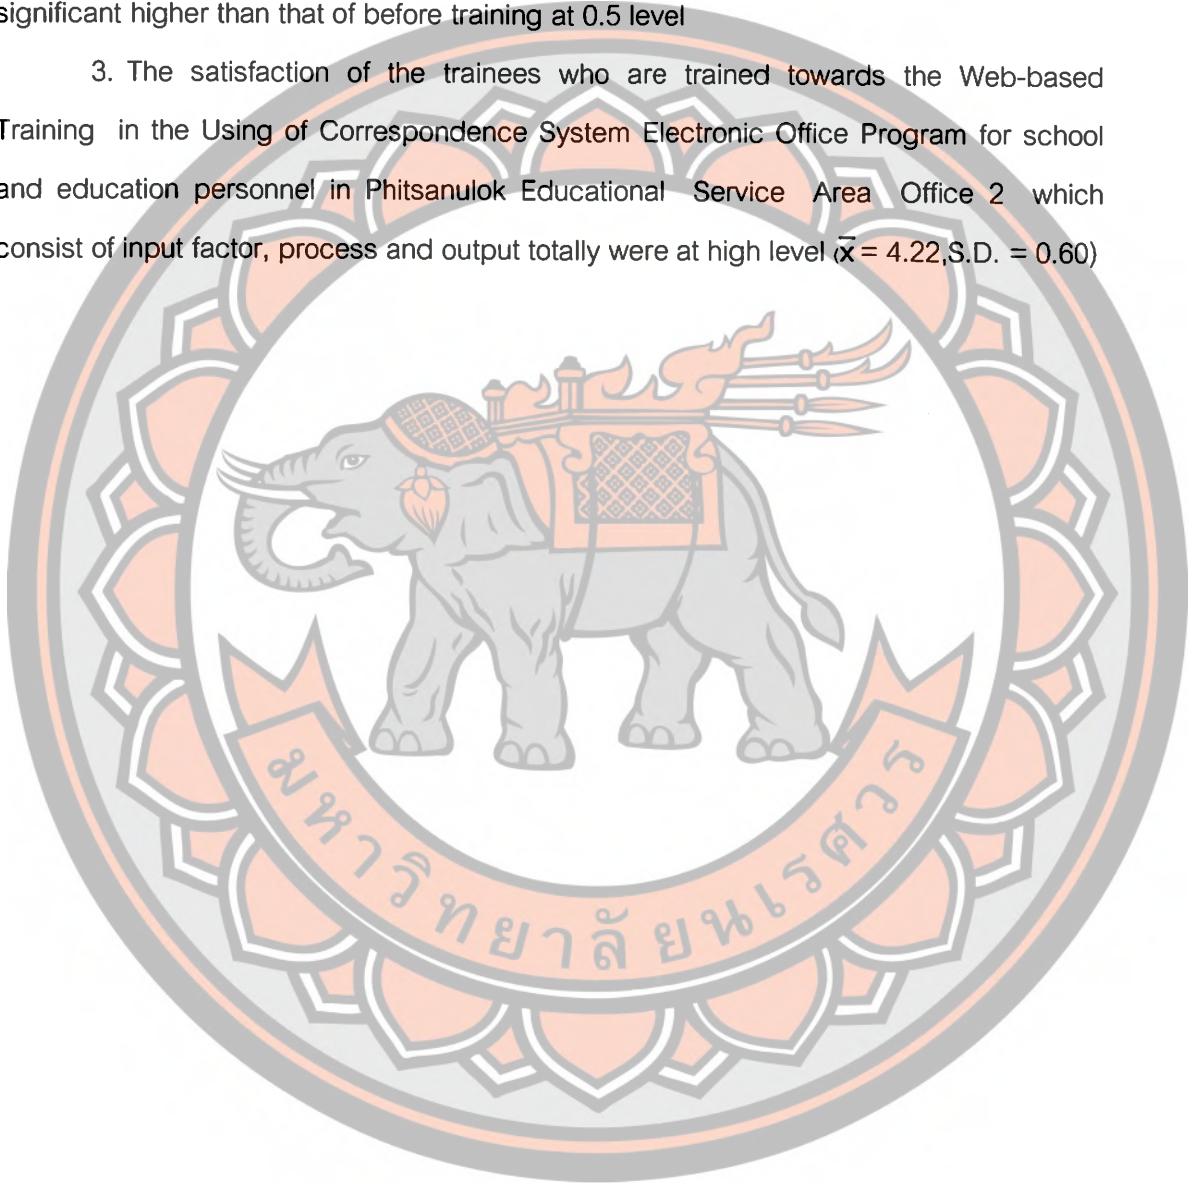 significant higher than that of before training at 0.5 level
3. The satisfaction of the trainees who are trained towards the Web-based
Training in the Using of Correspondence System Electronic Office Program for school
and education personnel in Phitsanulok Educational Service Area Office 2 which
consist of input factor, process and output totally were at high level (x̄ = 4.22,S.D. = 0.60)
มหาวิทยาลัยนเรศวร